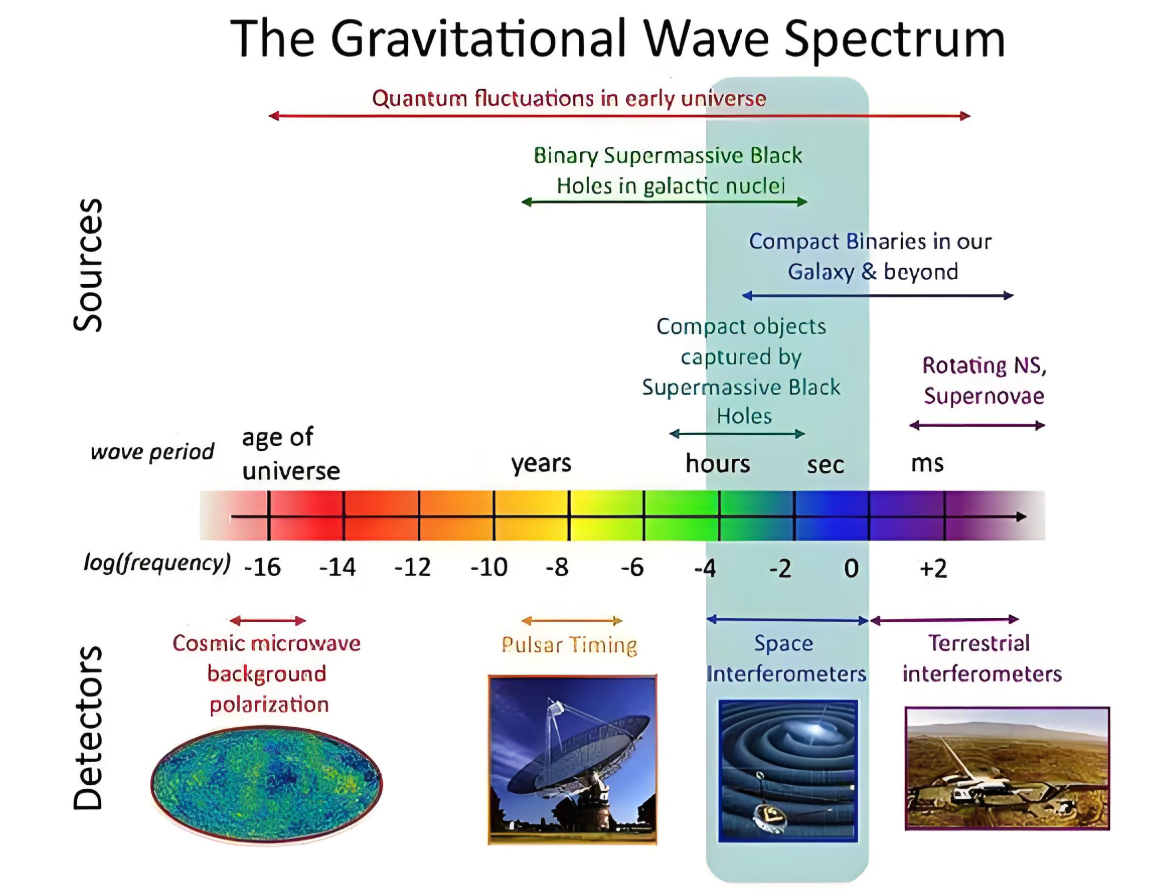 The Gravitational Wave Spectrum
Sources
Quantum fluctuations in early universe
Binary Supermassive Black
Holes in galactic nuclei
Compact Binaries in our
Galaxy & beyond
Compact objects
captured by
Supermassive Black
Holes
Rotating NS,
Supernovae
wave period
age of
universe
years
hours
sec
ms
log(frequency)
-16
-14
-12
-10
-8
-6
-4
-2
0
+2
Detectors
Cosmic microwave
background
polarization
Pulsar Timing
Space
Interferometers
Terrestrial
interferometers